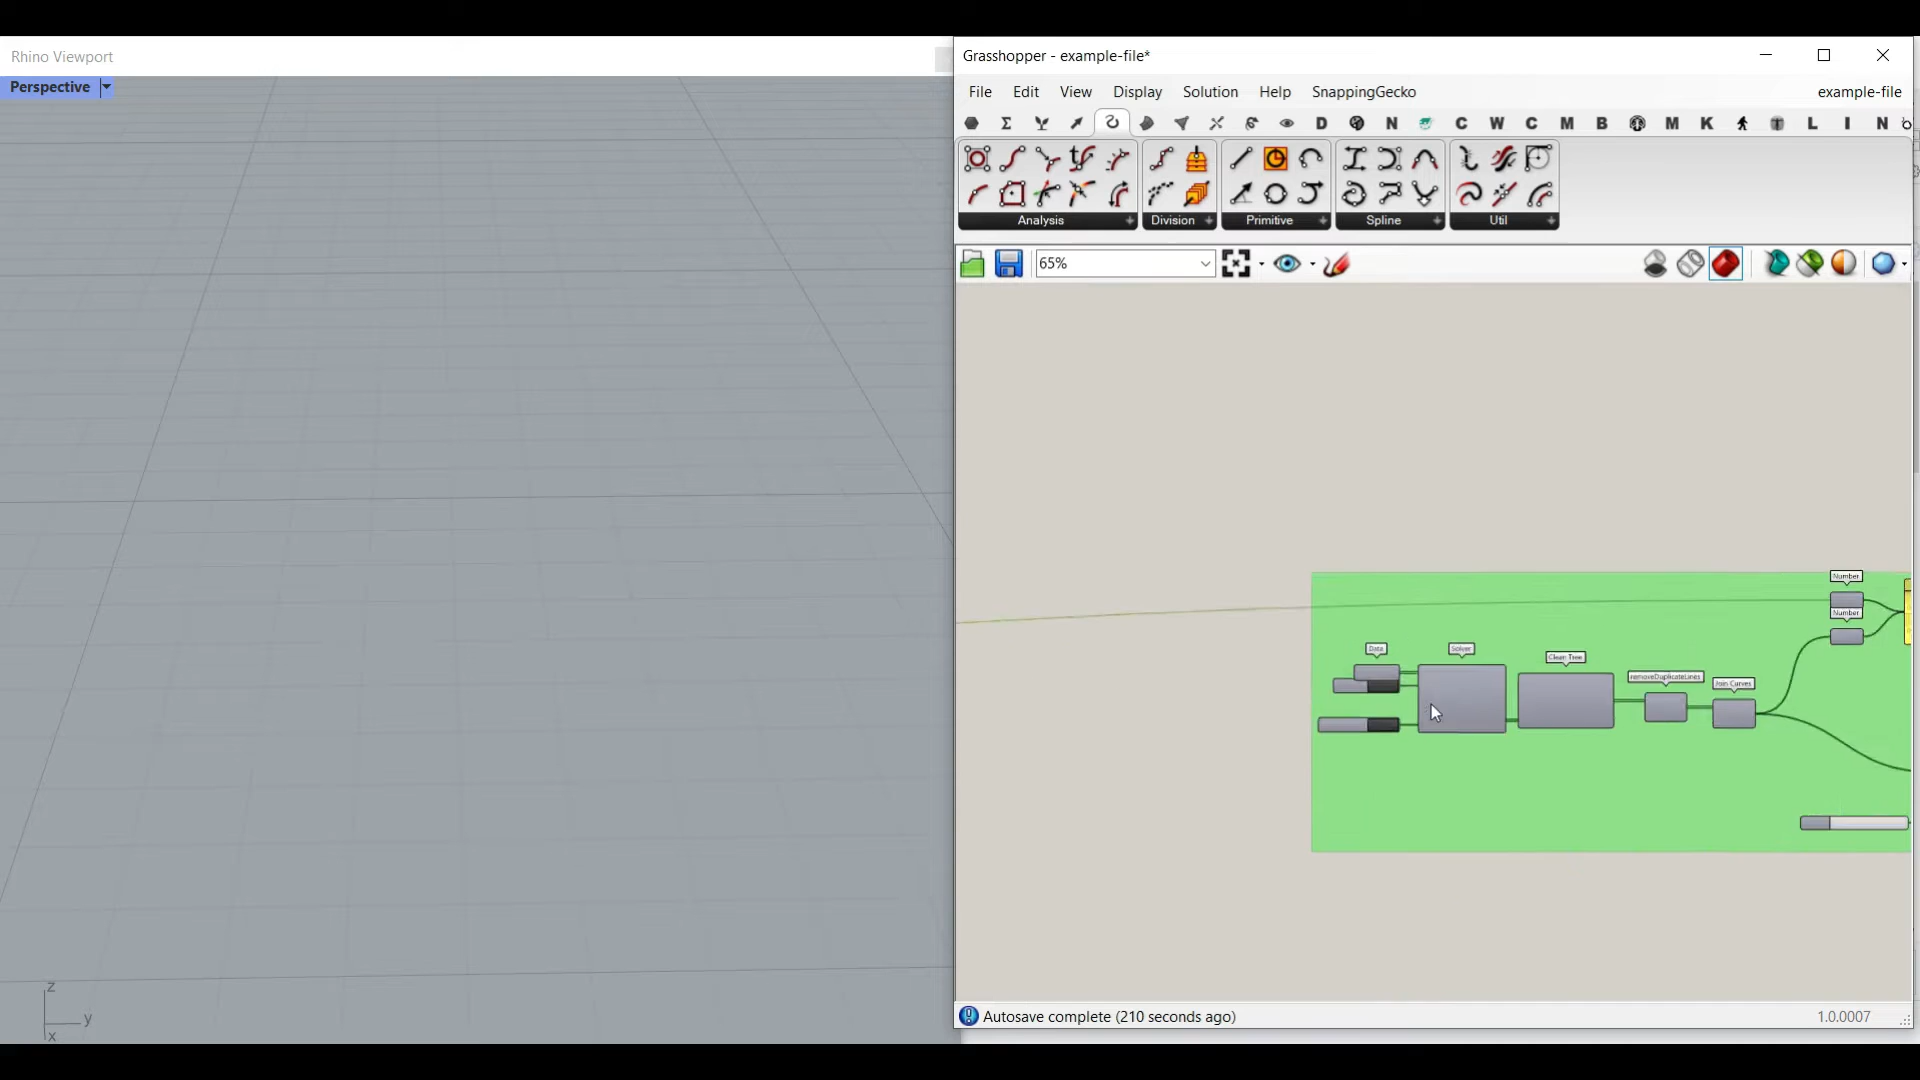 Rhino Viewport
Perspective
Grasshopper - example-file*
File Edit View Display Solution Help SnappingGecko example-file
D N C W C M B M K L I N
Analysis Division Primitive Spline Util
65%
Number
Number
Data Solver Clean Tree removeDuplicateLines Join Curves
z
y
x
Autosave complete (210 seconds ago) 1.0.0007